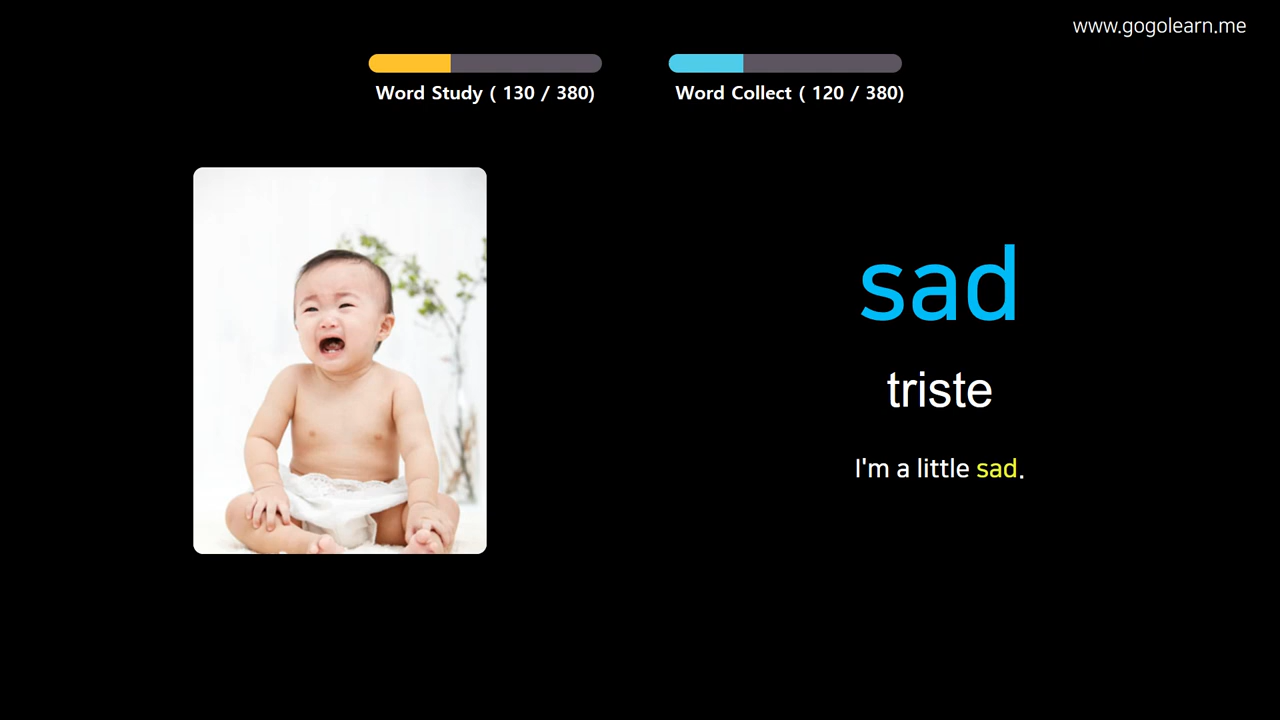 www.gogolearn.me
Word Study ( 130 / 380)
Word Collect ( 120 / 380)
sad
triste
I'm a little sad.